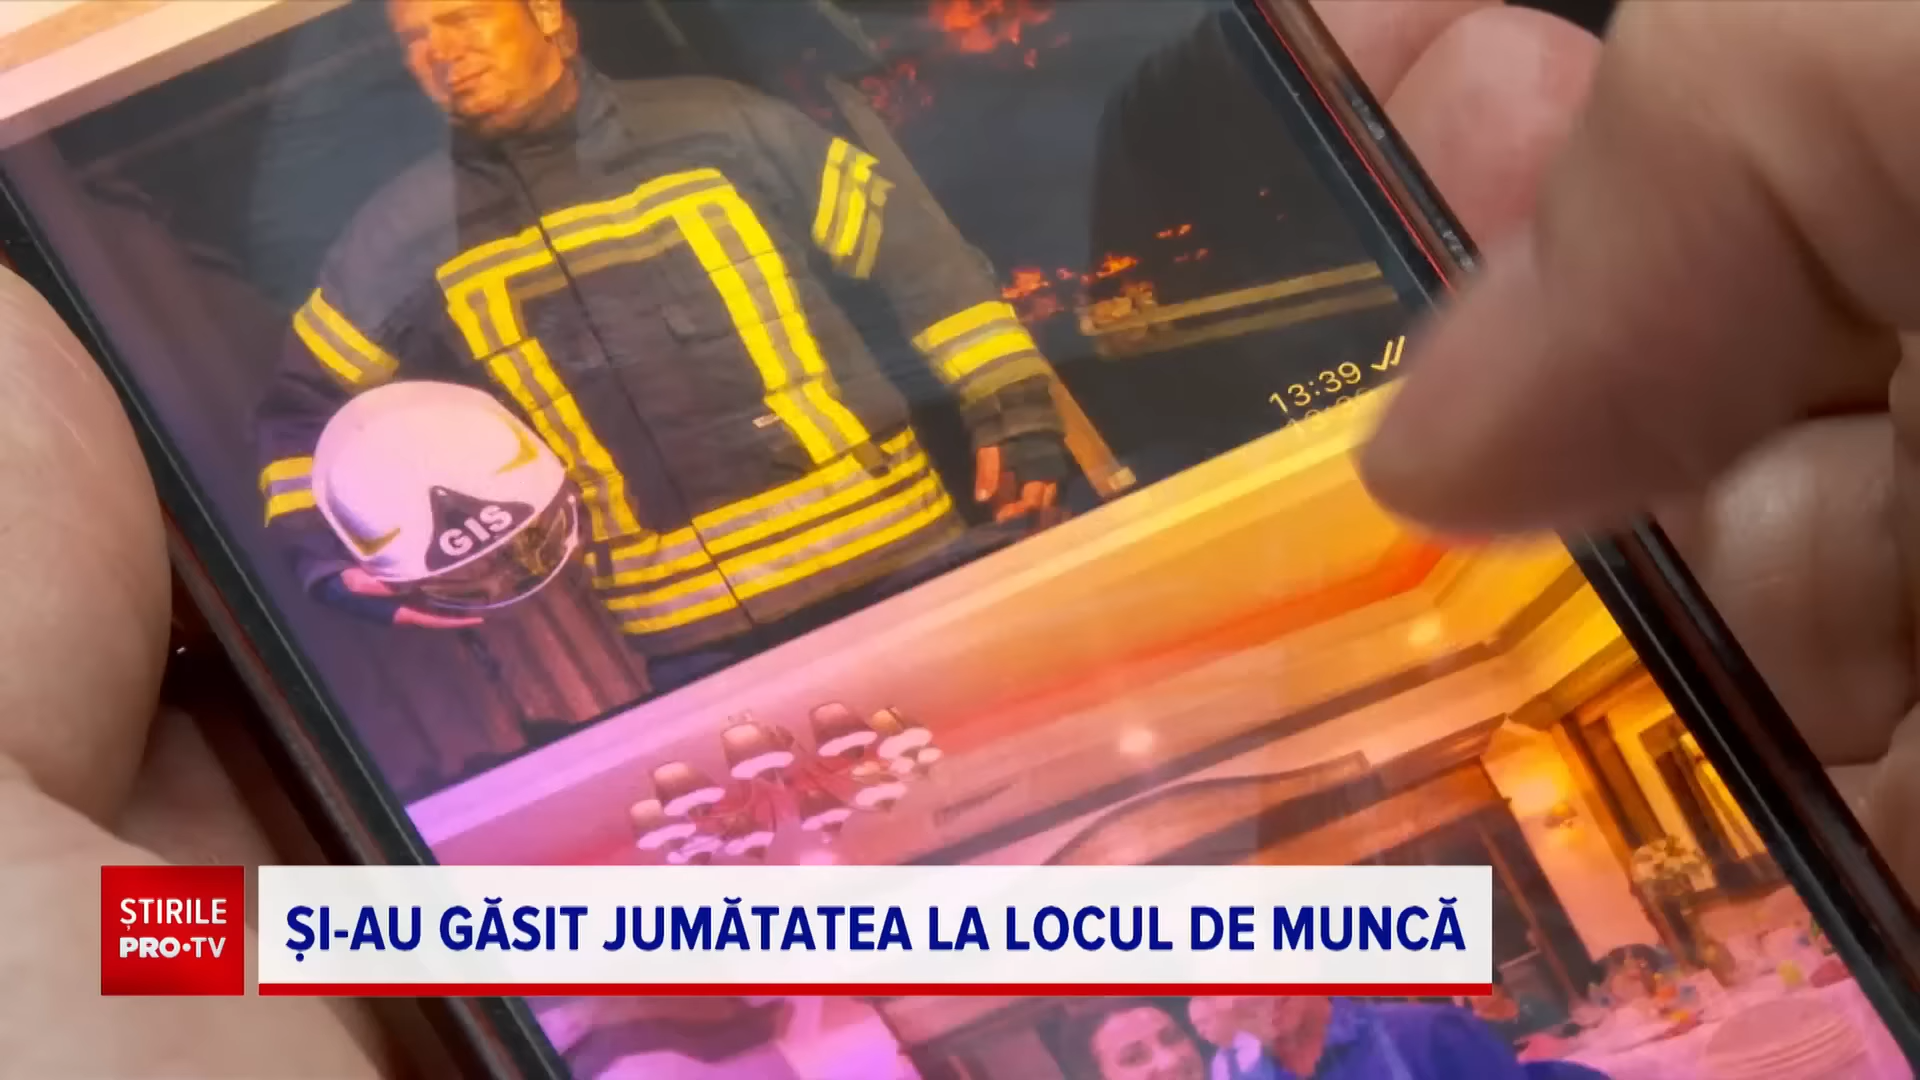 13:39
GIS
ȘTIRILE
PRO•TV
ȘI-AU GĂSIT JUMĂTATEA LA LOCUL DE MUNCĂ